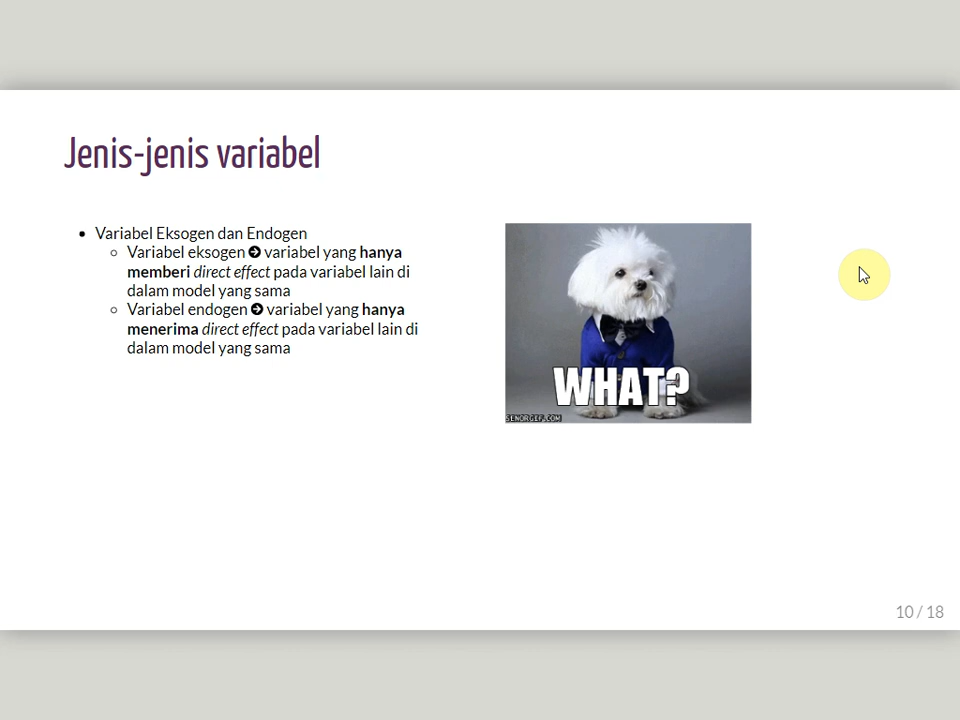 Jenis-jenis variabel
Variabel Eksogen dan Endogen
Variabel eksogen variabel yang hanya
memberi direct effect pada variabel lain di
dalam model yang sama
Variabel endogen variabel yang hanya
menerima direct effect pada variabel lain di
dalam model yang sama
WHAT?
SENORGIF.COM
10 / 18